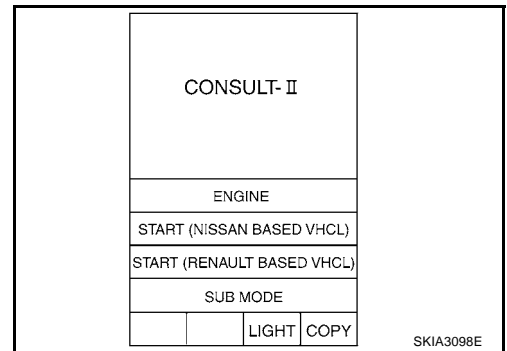 CONSULT-II
ENGINE
START (NISSAN BASED VHCL)
START (RENAULT BASED VHCL)
SUB MODE
LIGHT COPY
SKIA3098E